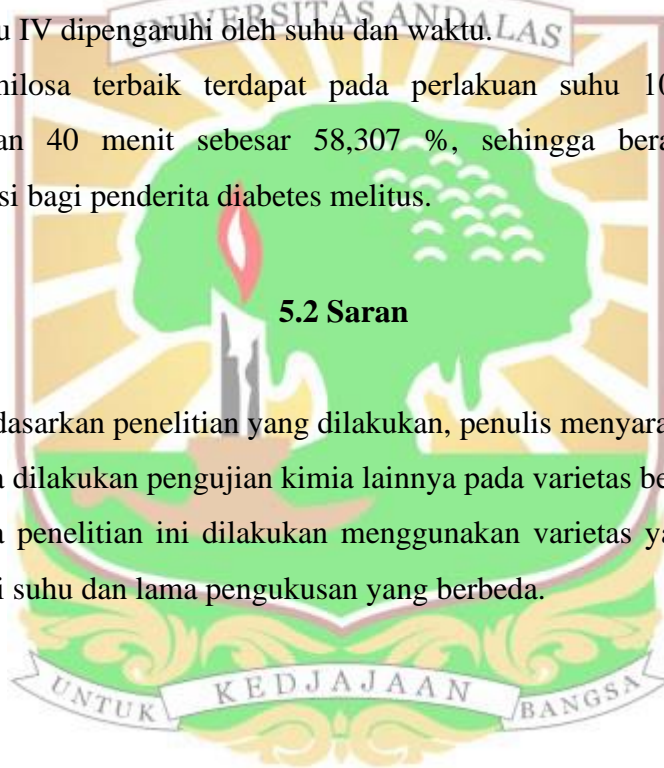 u IV dipengaruhi oleh suhu dan waktu.
UNIVERSITAS ANDALAS
milosa terbaik terdapat pada perlakuan suhu 10
an 40 menit sebesar 58,307 %, sehingga bera
si bagi penderita diabetes melitus.
5.2 Saran
dasarkan penelitian yang dilakukan, penulis menyara
a dilakukan pengujian kimia lainnya pada varietas be
a penelitian ini dilakukan menggunakan varietas ya
i suhu dan lama pengukusan yang berbeda.
UNTUK KEDJAJAAN BANGSA